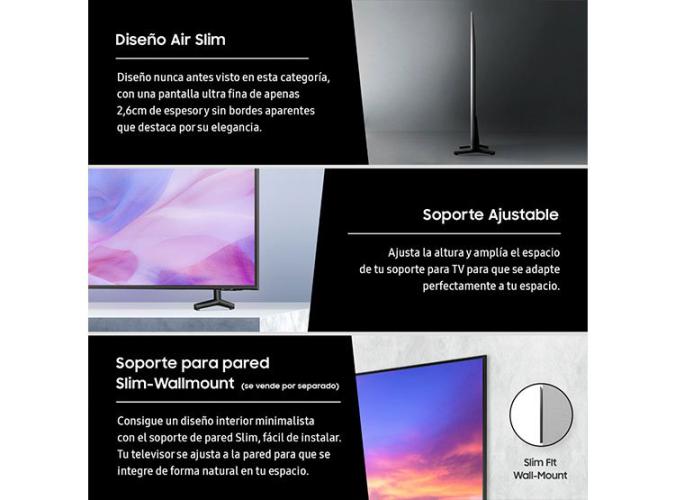 Diseño Air Slim
Diseño nunca antes visto en esta categoría,
con una pantalla ultra fina de apenas
2,6cm de espesor y sin bordes aparentes
que destaca por su elegancia.
Soporte Ajustable
Ajusta la altura y amplía el espacio
de tu soporte para TV para que se adapte
perfectamente a tu espacio.
Soporte para pared
Slim-Wallmount (se vende por separado)
Consigue un diseño interior minimalista
con el soporte de pared Slim, fácil de instalar.
Tu televisor se ajusta a la pared para que se
integre de forma natural en tu espacio.
Slim FIt
Wall-Mount